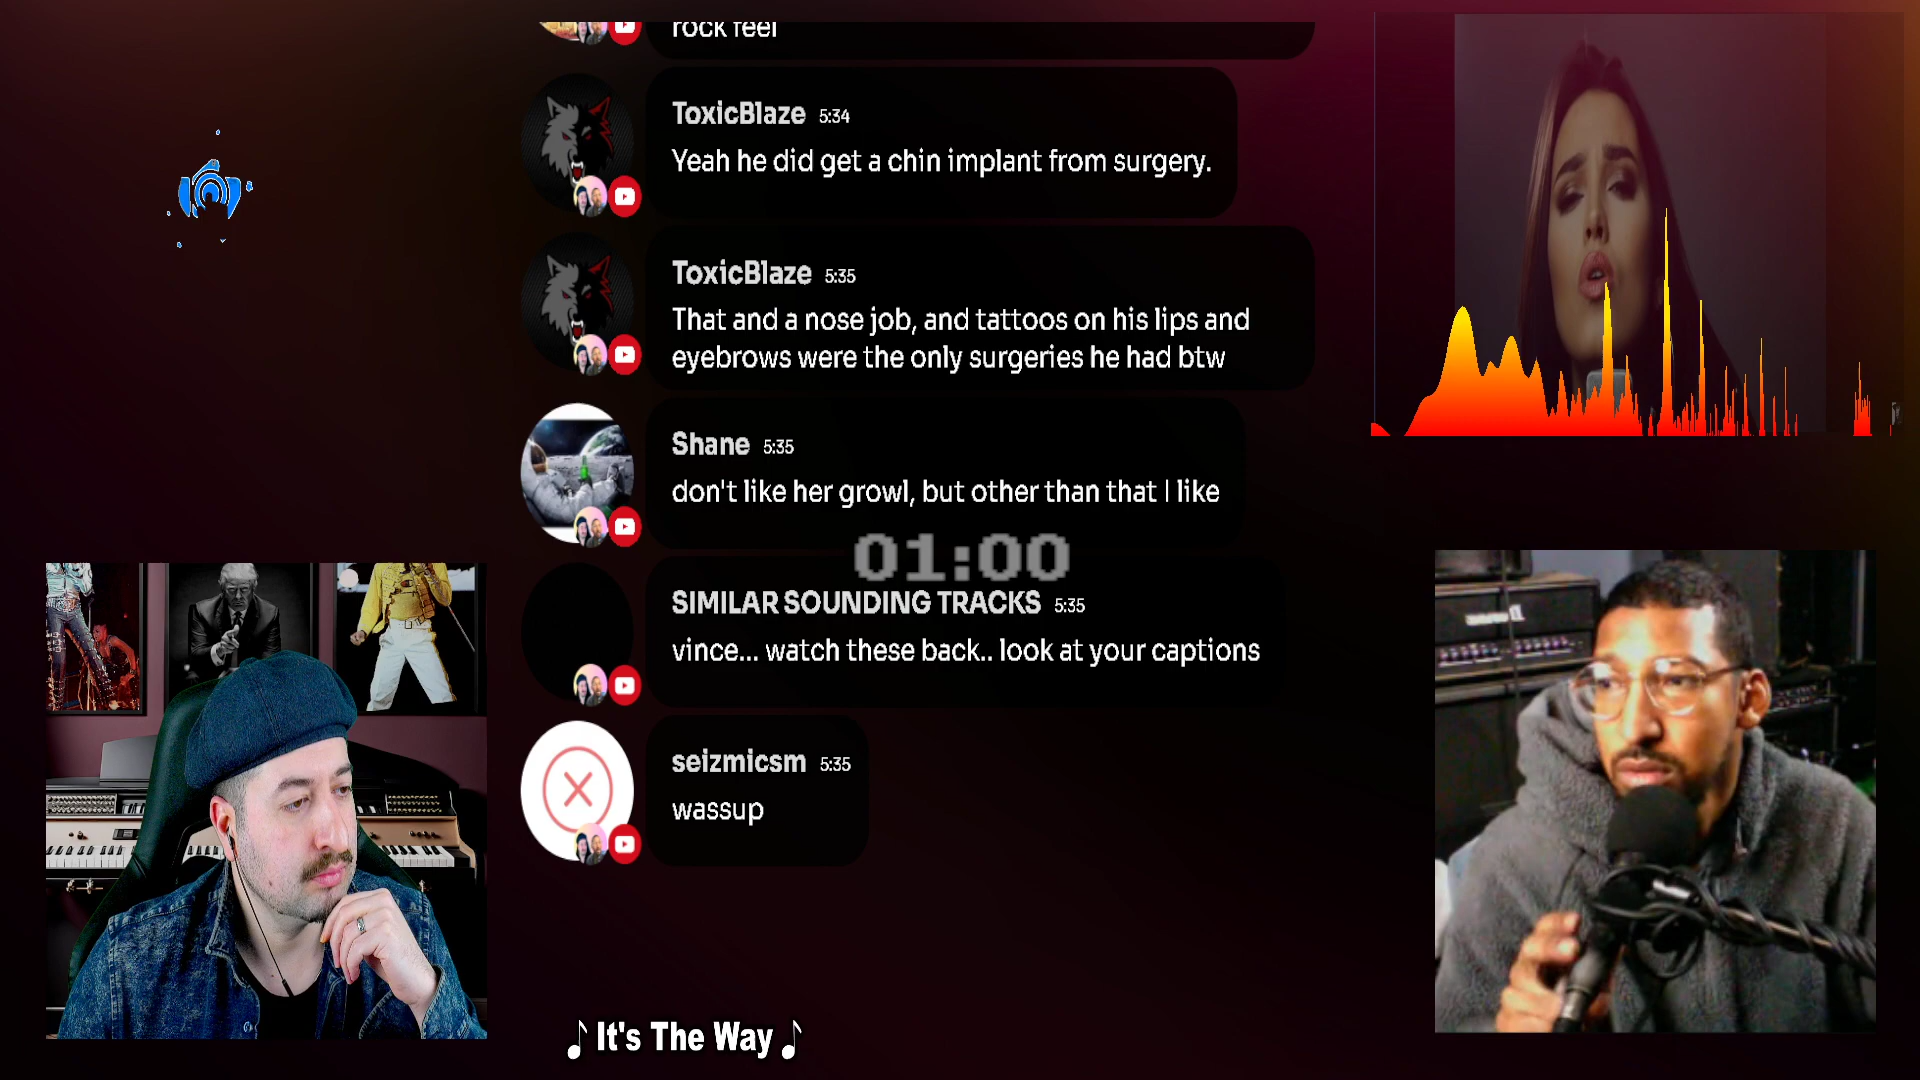 rock feel
ToxicBlaze 5:34
Yeah he did get a chin implant from surgery.
ToxicBlaze 5:35
That and a nose job, and tattoos on his lips and
eyebrows were the only surgeries he had btw
Shane 5:35
don't like her growl, but other than that I like
01:00
SIMILAR SOUNDING TRACKS 5:35
vince... watch these back.. look at your captions
seizmicsm 5:35
wassup
♪ It's The Way ♪